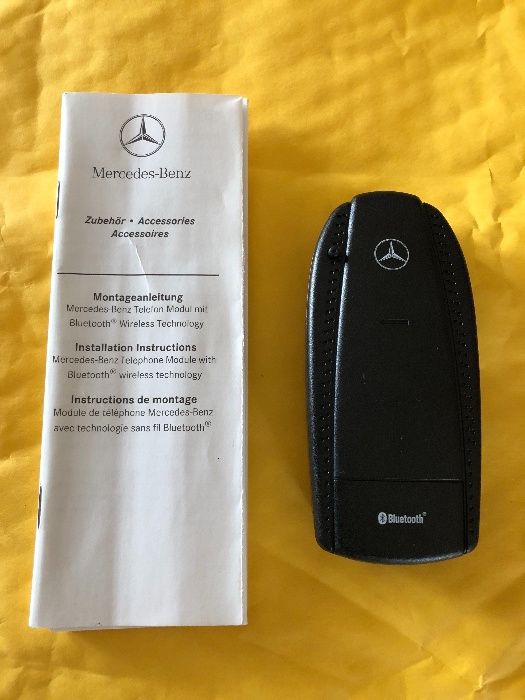 Mercedes-Benz
Zubehör • Accessories
Accessoires
Montageanleitung
Mercedes-Benz Telefon Modul mit
Bluetooth® Wireless Technology
Installation Instructions
Mercedes-Benz Telephone Module with
Bluetooth® wireless technology
Instructions de montage
Module de téléphone Mercedes-Benz
avec technologie sans fil Bluetooth®
Bluetooth®